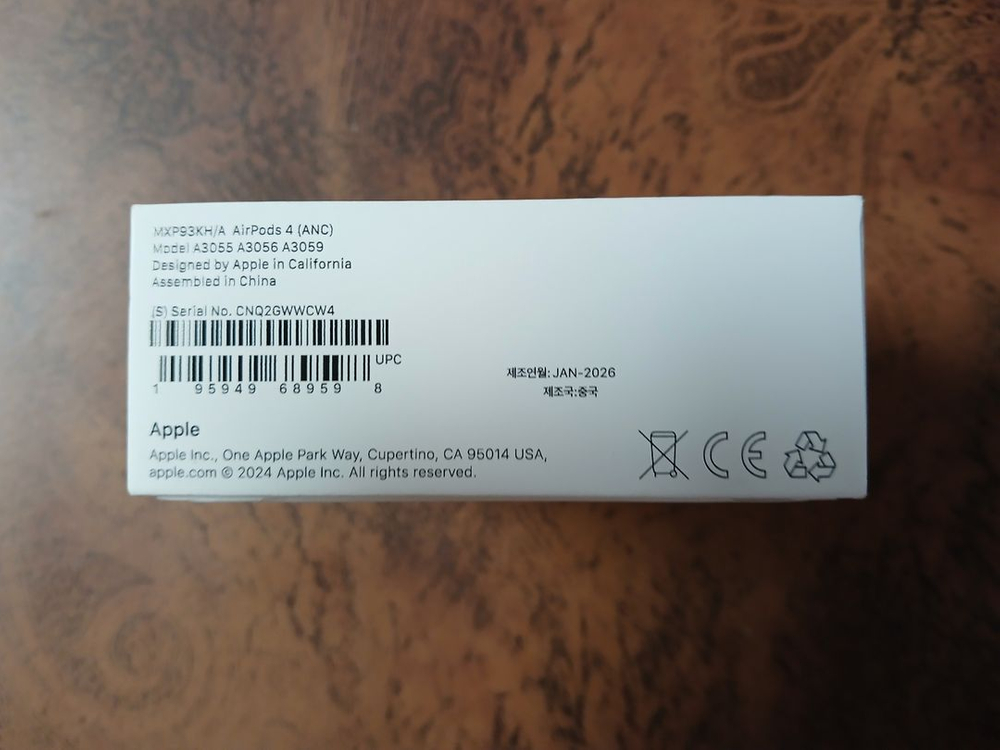 MXP93KH/A AirPods 4 (ANC)
Model A3055 A3056 A3059
Designed by Apple in California
Assembled in China
(S) Serial No. CNQ2GWWCW4
UPC
1 95949 68959 8
제조연월: JAN-2026
제조국:중국
Apple
Apple Inc., One Apple Park Way, Cupertino, CA 95014 USA,
apple.com © 2024 Apple Inc. All rights reserved.
CE